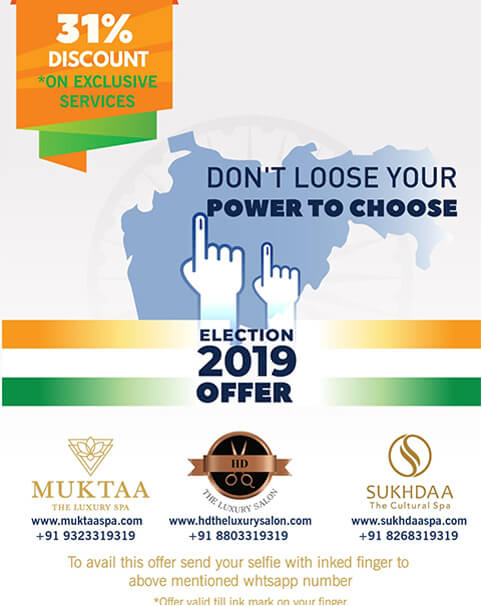 31%
DISCOUNT
*ON EXCLUSIVE
SERVICES
DON'T LOOSE YOUR
POWER TO CHOOSE
ELECTION
2019
OFFER
MUKTAA
THE LUXURY SPA
www.muktaaspa.com
+91 9323319319
HD
THE LUXURY SALON
www.hdtheluxurysalon.com
+91 8803319319
SUKHDAA
The Cultural Spa
www.sukhdaaspa.com
+91 8268319319
To avail this offer send your selfie with inked finger to
above mentioned whtsapp number
*Offer valid till ink mark on your finger